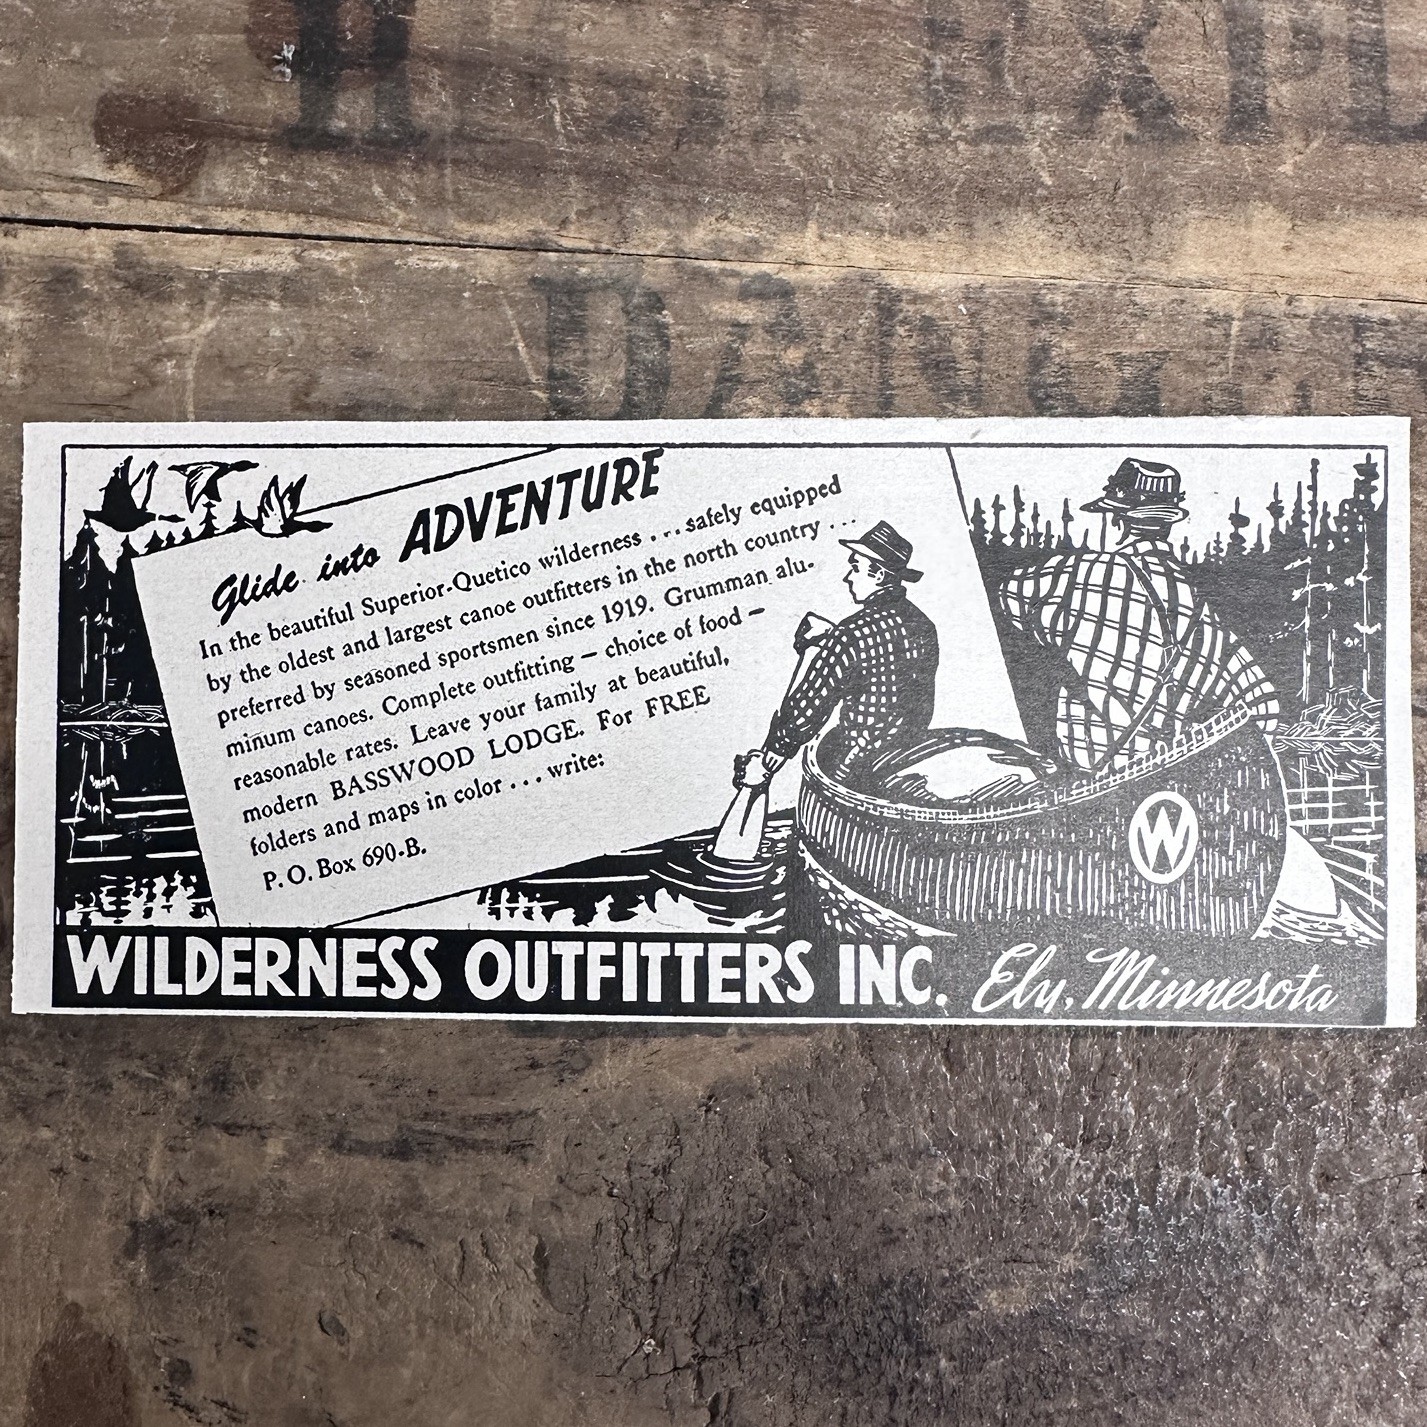 DANGE
Glide into ADVENTURE
In the beautiful Superior-Quetico wilderness . . . safely equipped
by the oldest and largest canoe outfitters in the north country . . .
preferred by seasoned sportsmen since 1919. Grumman alu-
minum canoes. Complete outfitting — choice of food —
reasonable rates. Leave your family at beautiful,
modern BASSWOOD LODGE. For FREE
folders and maps in color . . . write:
P. O. Box 690-B.
W
WILDERNESS OUTFITTERS INC. Ely, Minnesota